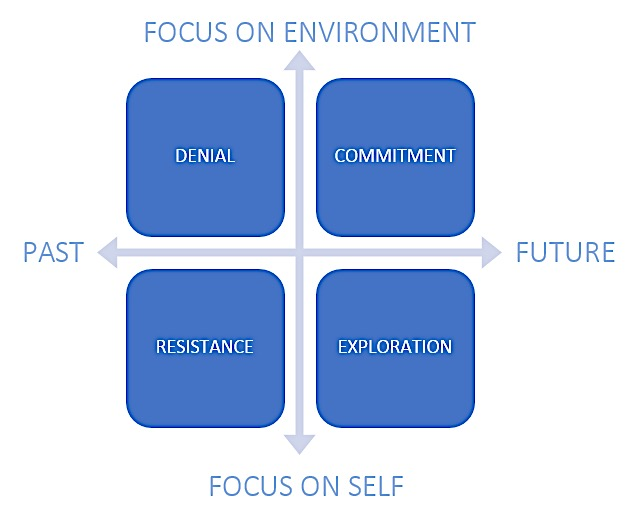 FOCUS ON ENVIRONMENT
DENIAL
COMMITMENT
PAST
FUTURE
RESISTANCE
EXPLORATION
FOCUS ON SELF